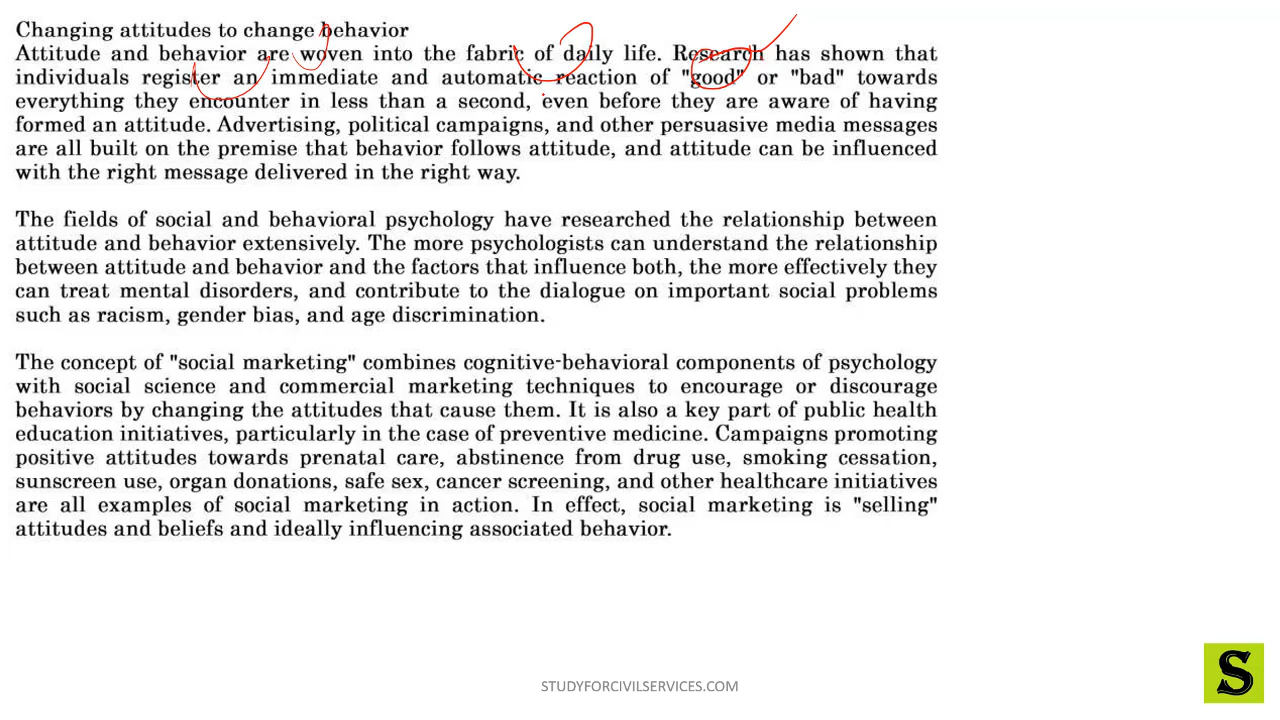 Changing attitudes to change behavior
Attitude and behavior are woven into the fabric of daily life. Research has shown that
individuals register an immediate and automatic reaction of "good" or "bad" towards
everything they encounter in less than a second, even before they are aware of having
formed an attitude. Advertising, political campaigns, and other persuasive media messages
are all built on the premise that behavior follows attitude, and attitude can be influenced
with the right message delivered in the right way.
The fields of social and behavioral psychology have researched the relationship between
attitude and behavior extensively. The more psychologists can understand the relationship
between attitude and behavior and the factors that influence both, the more effectively they
can treat mental disorders, and contribute to the dialogue on important social problems
such as racism, gender bias, and age discrimination.
The concept of "social marketing" combines cognitive-behavioral components of psychology
with social science and commercial marketing techniques to encourage or discourage
behaviors by changing the attitudes that cause them. It is also a key part of public health
education initiatives, particularly in the case of preventive medicine. Campaigns promoting
positive attitudes towards prenatal care, abstinence from drug use, smoking cessation,
sunscreen use, organ donations, safe sex, cancer screening, and other healthcare initiatives
are all examples of social marketing in action. In effect, social marketing is "selling"
attitudes and beliefs and ideally influencing associated behavior.
STUDYFORCIVILSERVICES.COM
S